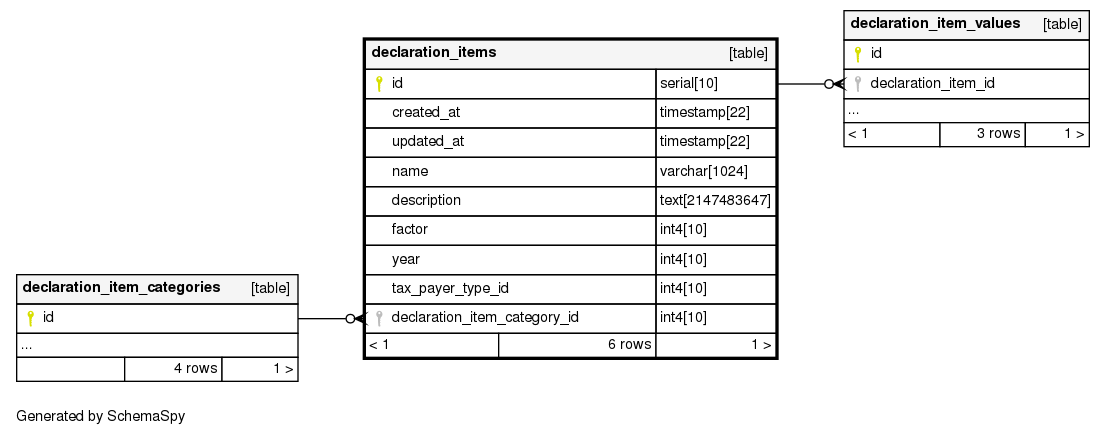 declaration_item_values [table]
id
declaration_item_id
...
< 1 3 rows 1 >
declaration_items [table]
id serial[10]
created_at timestamp[22]
updated_at timestamp[22]
name varchar[1024]
description text[2147483647]
factor int4[10]
year int4[10]
tax_payer_type_id int4[10]
declaration_item_category_id int4[10]
< 1 6 rows 1 >
declaration_item_categories [table]
id
...
4 rows 1 >
Generated by SchemaSpy